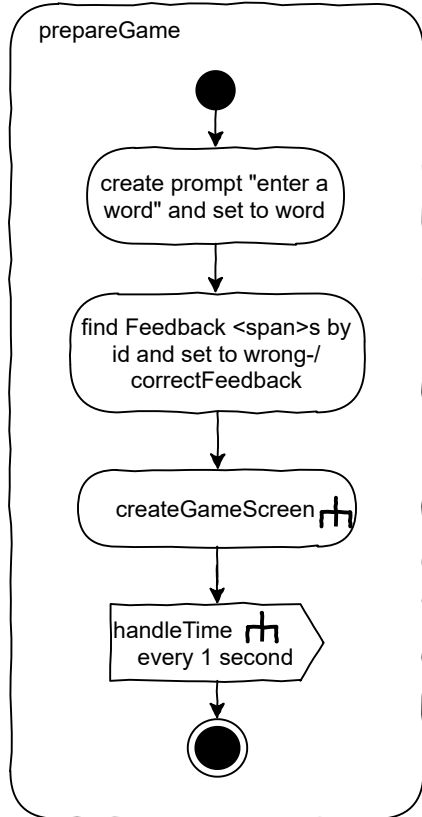 prepareGame
create prompt "enter a
word" and set to word
find Feedback <span>s by
id and set to wrong-/
correctFeedback
createGameScreen
handleTime
every 1 second